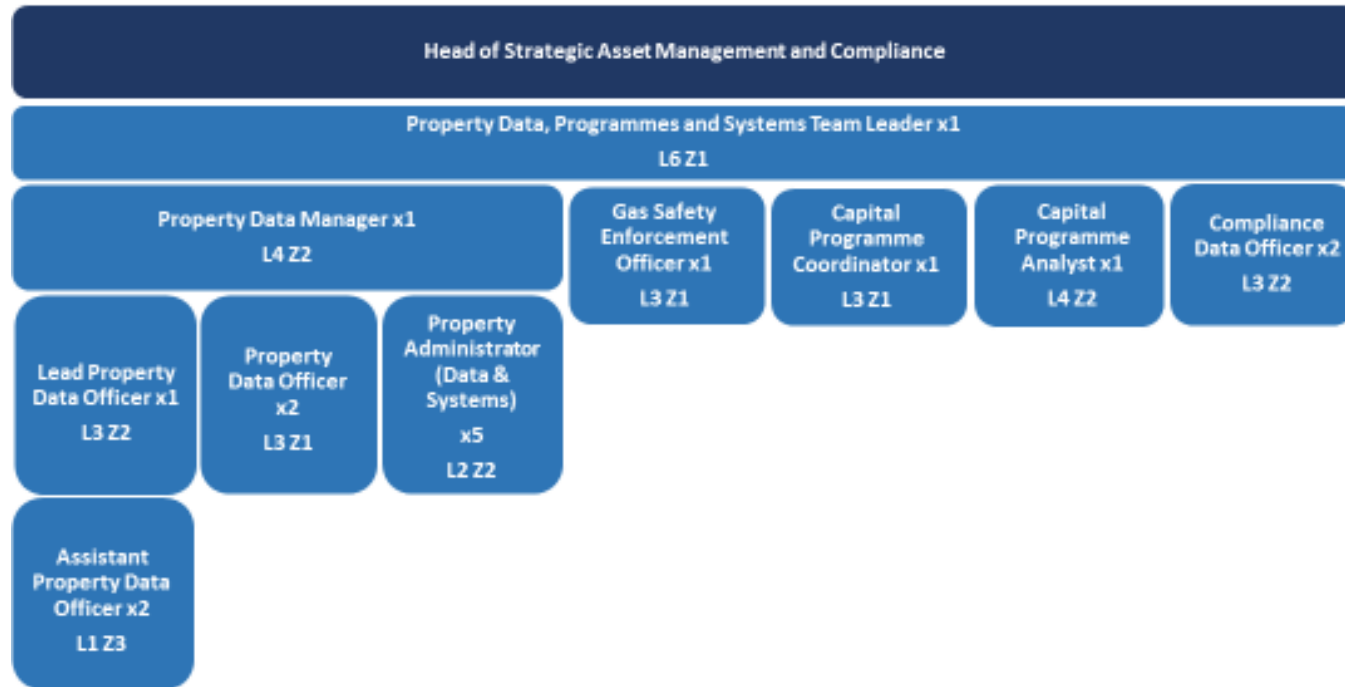 Head of Strategic Asset Management and Compliance
Property Data, Programmes and Systems Team Leader x1
L6 Z1
Property Data Manager x1
L4 Z2
Gas Safety
Enforcement
Officer x1
L3 Z1
Capital
Programme
Coordinator x1
L3 Z1
Capital
Programme
Analyst x1
L4 Z2
Compliance
Data Officer x2
L3 Z2
Lead Property
Data Officer x1
L3 Z2
Property
Data Officer
x2
L3 Z1
Property
Administrator
(Data &
Systems)
x5
L2 Z2
Assistant
Property Data
Officer x2
L1 Z3